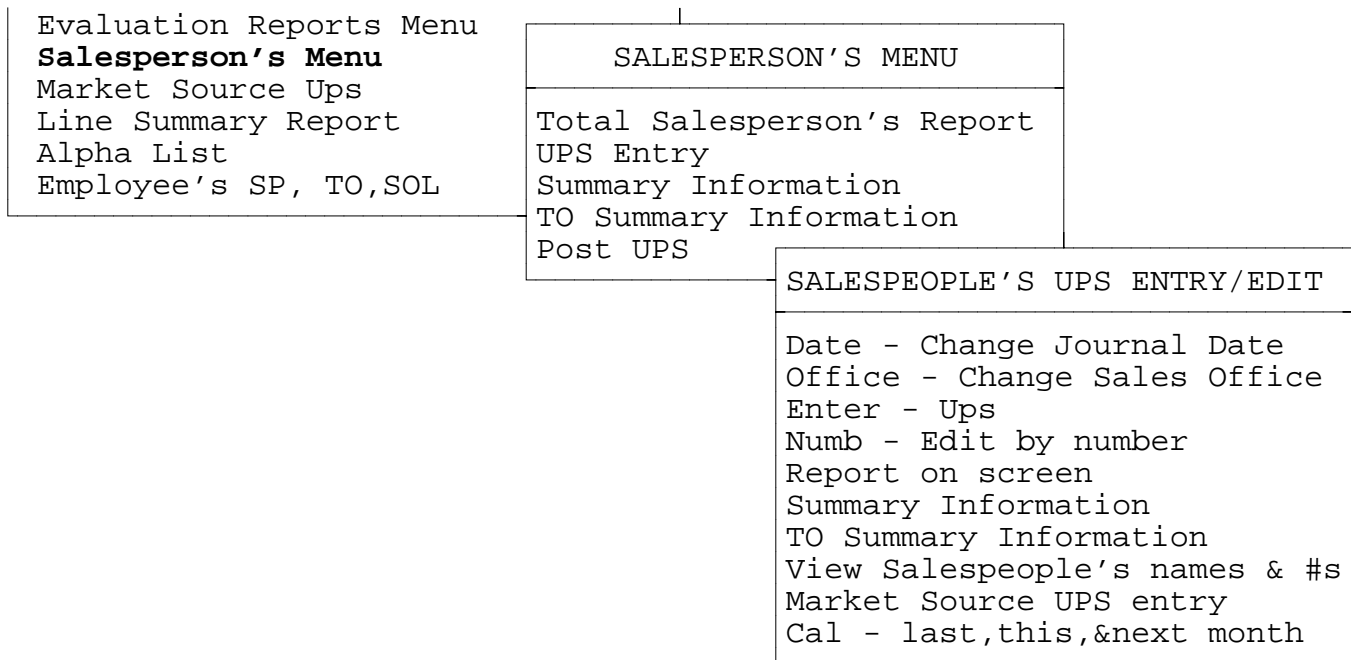 Evaluation Reports Menu
Salesperson's Menu
Market Source Ups
Line Summary Report
Alpha List
Employee's SP, TO,SOL
SALESPERSON'S MENU
Total Salesperson's Report
UPS Entry
Summary Information
TO Summary Information
Post UPS
SALESPEOPLE'S UPS ENTRY/EDIT
Date - Change Journal Date
Office - Change Sales Office
Enter - Ups
Numb - Edit by number
Report on screen
Summary Information
TO Summary Information
View Salespeople's names & #s
Market Source UPS entry
Cal - last,this,&next month